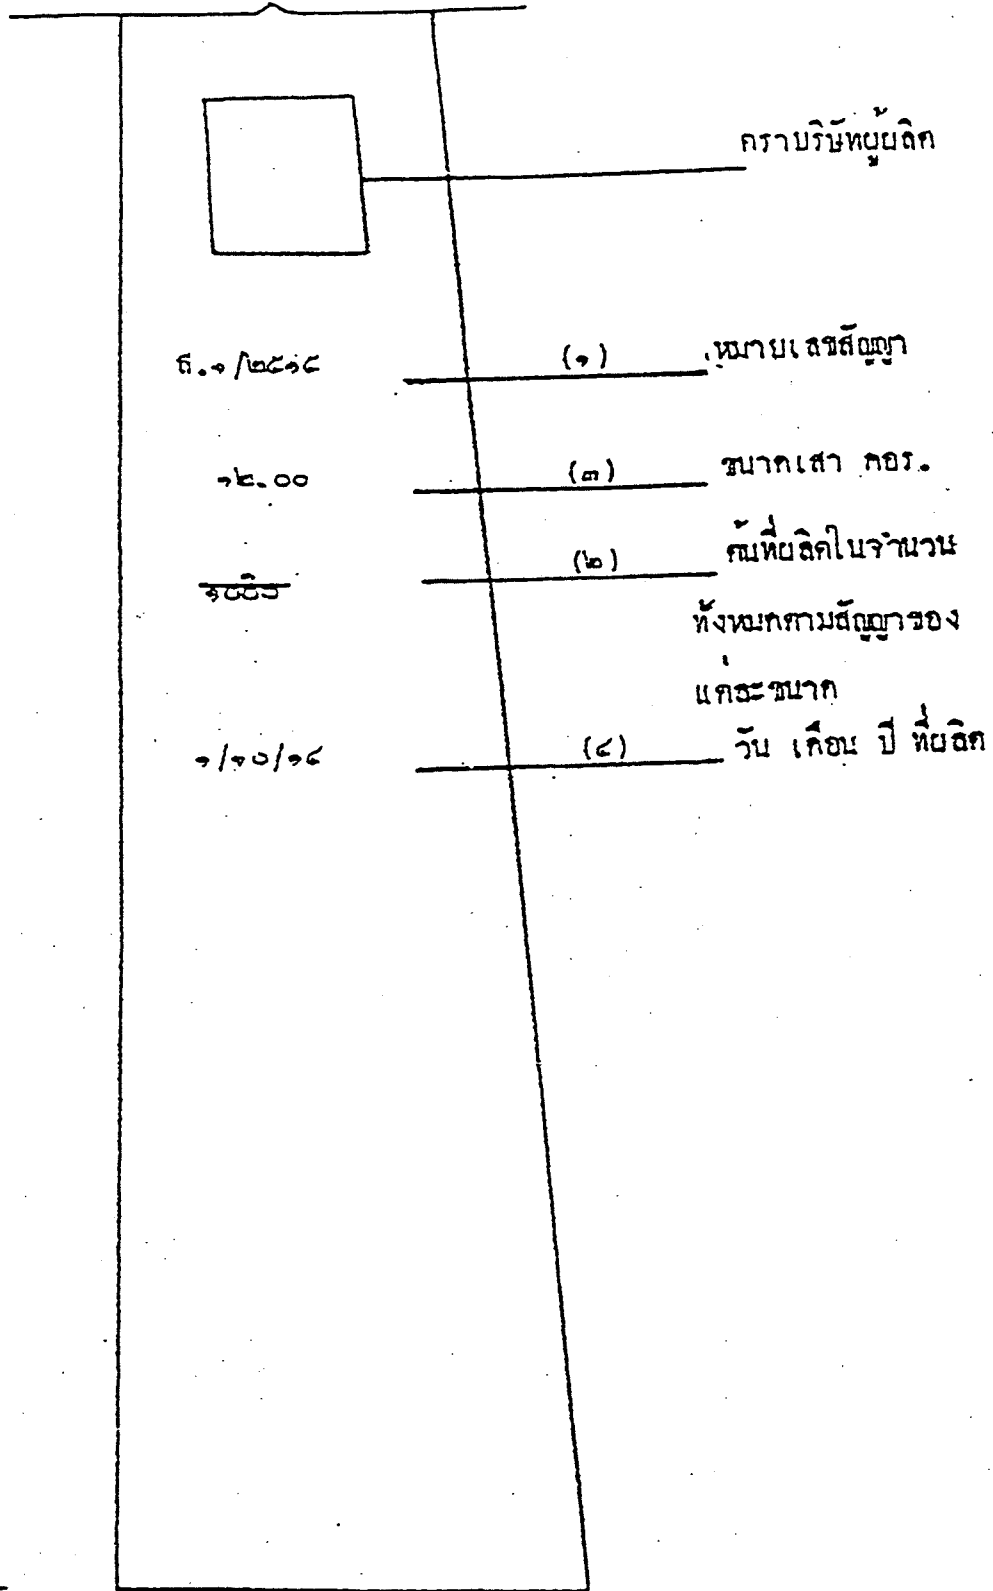 ตราบริษัทผู้ผลิต
ธ.๑/๒๕๑๔ (๑) หมายเลขสัญญา
๑๒.๐๐ (๓) ขนาดเสา คอร.
(๒) ต้นที่ผลิตในจำนวน
ทั้งหมดตามสัญญาของ
แต่ละขนาด
๑/๑๐/๑๔ (๔) วัน เดือน ปี ที่ผลิต